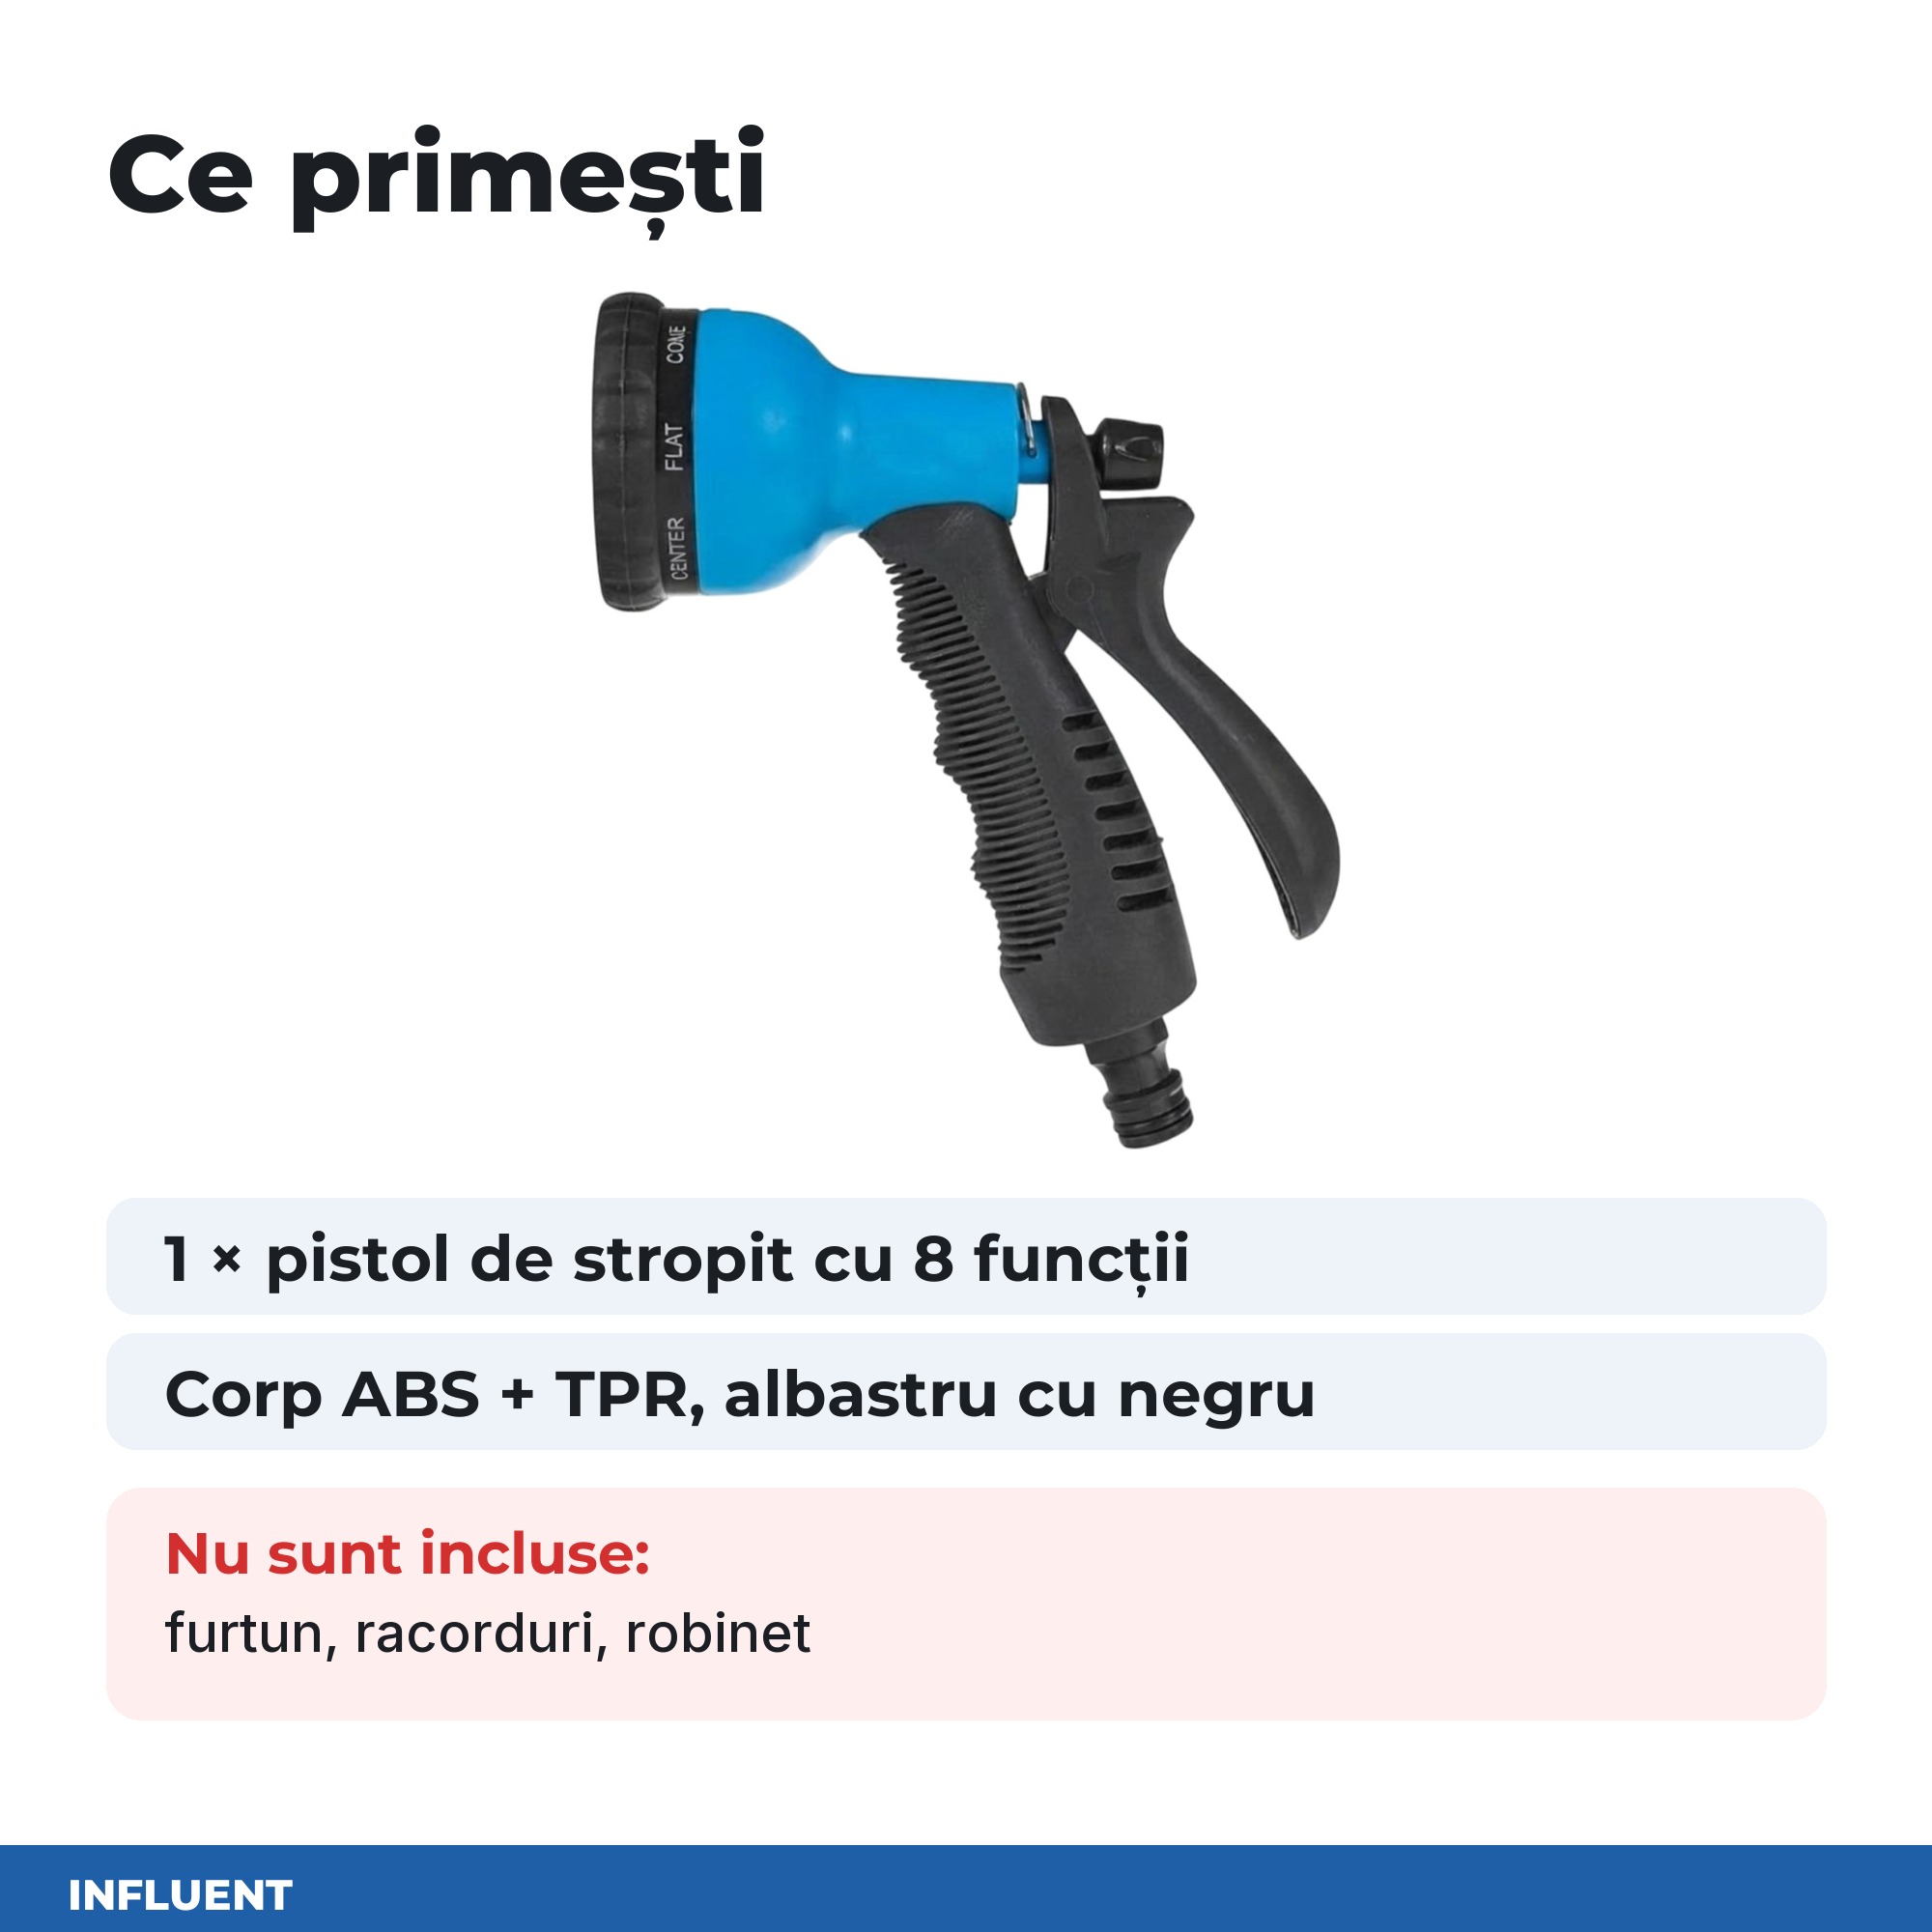 Ce primești
CONE
FLAT
CENTER
1 × pistol de stropit cu 8 funcții
Corp ABS + TPR, albastru cu negru
Nu sunt incluse:
furtun, racorduri, robinet
INFLUENT